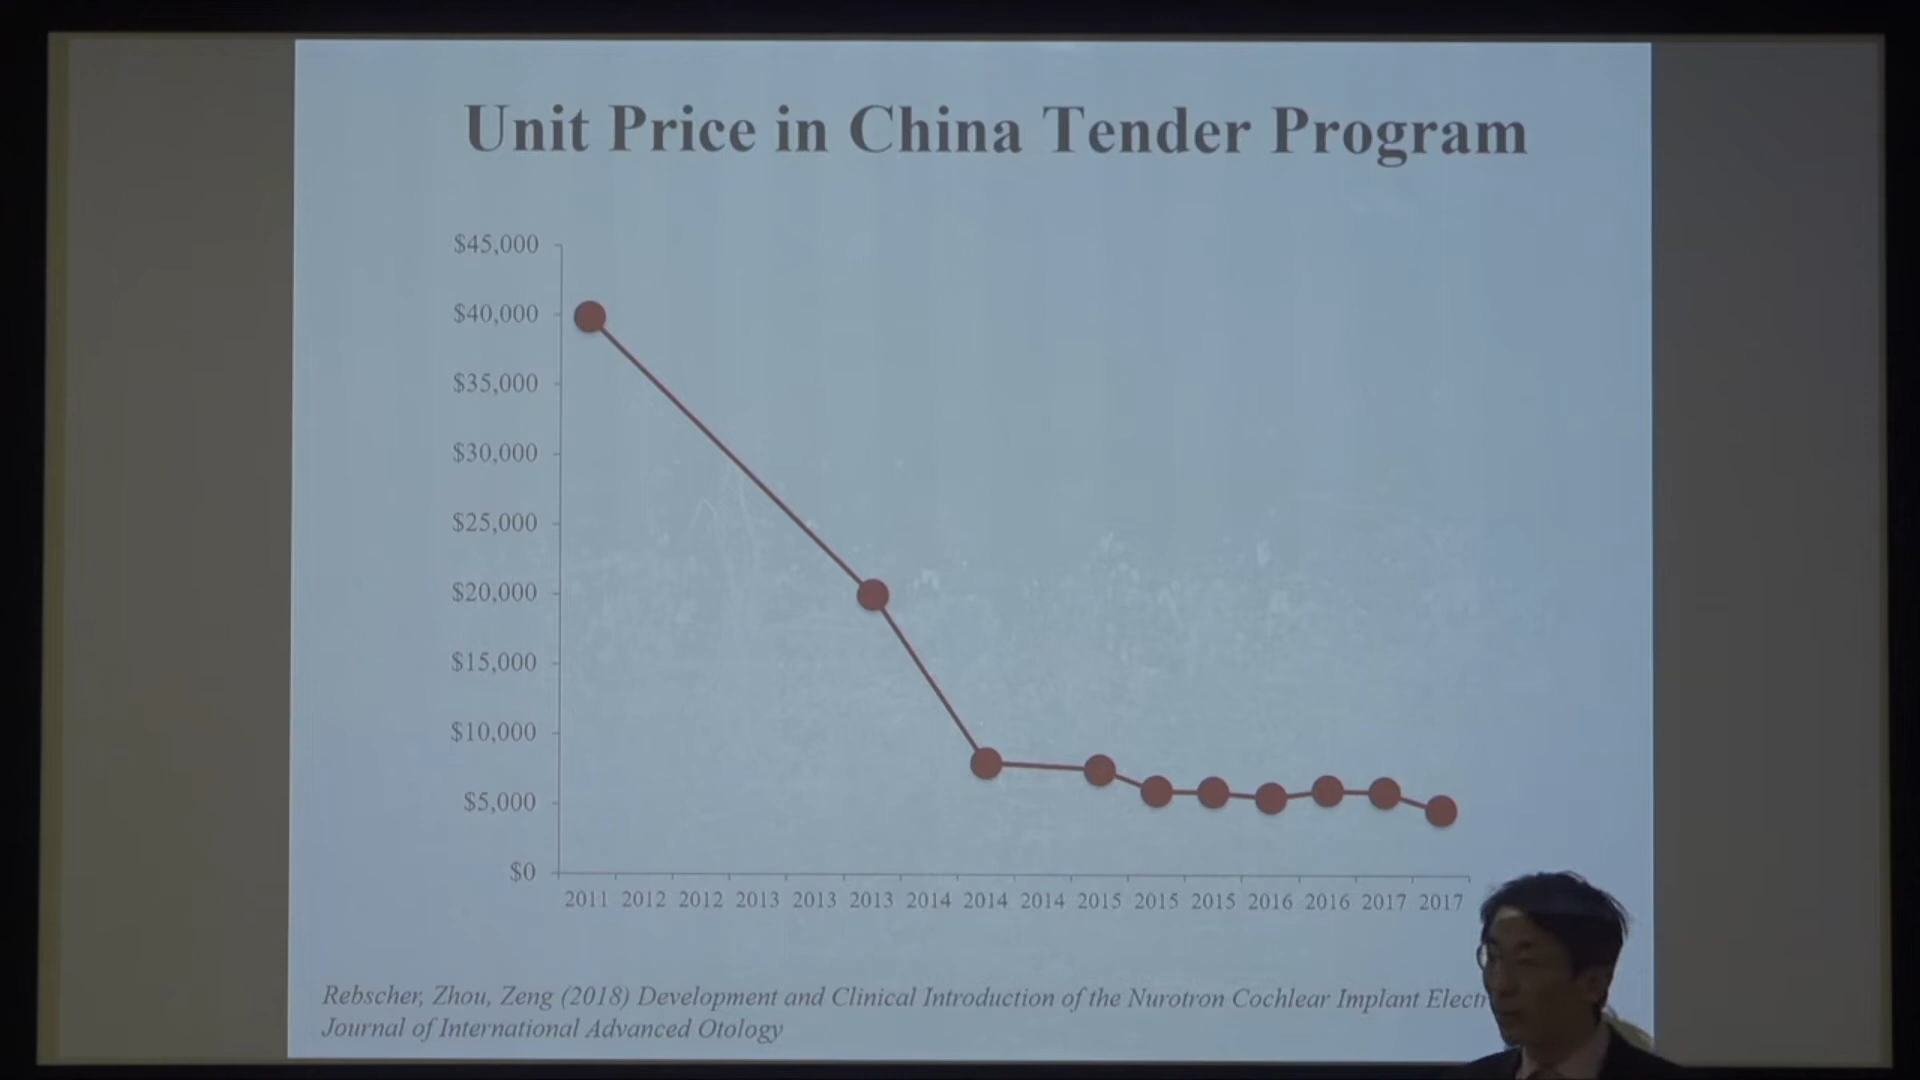 Unit Price in China Tender Program
$45,000
$40,000
$35,000
$30,000
$25,000
$20,000
$15,000
$10,000
$5,000
$0
2011 2012 2012 2013 2013 2013 2014 2014 2014 2015 2015 2015 2016 2016 2017 2017
Rebscher, Zhou, Zeng (2018) Development and Clinical Introduction of the Nurotron Cochlear Implant
Journal of International Advanced Otology